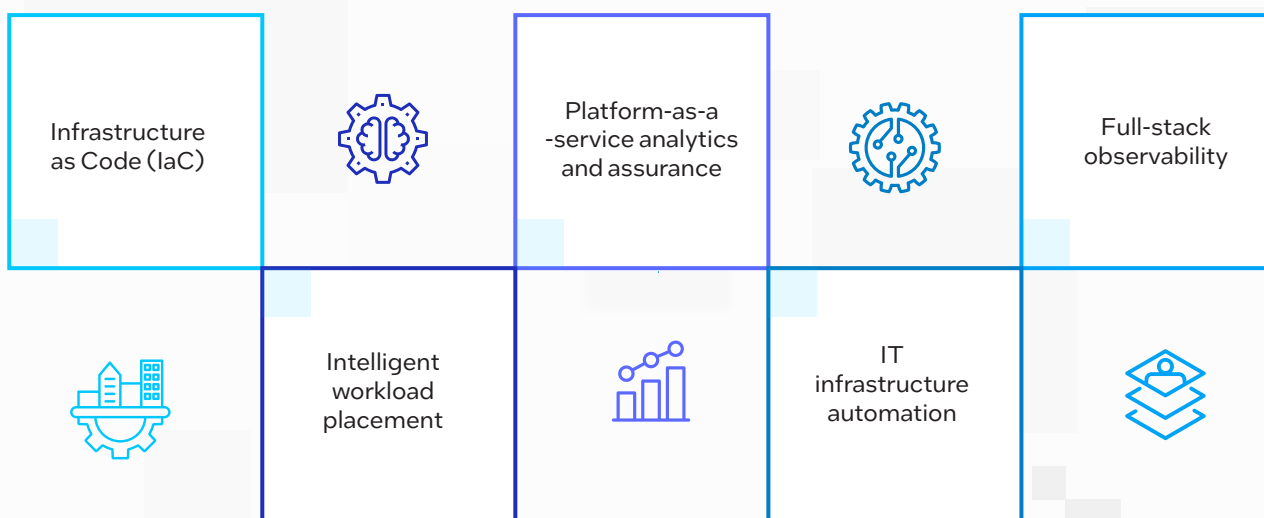 Infrastructure
as Code (IaC)
Platform-as-a
-service analytics
and assurance
Full-stack
observability
Intelligent
workload
placement
IT
infrastructure
automation